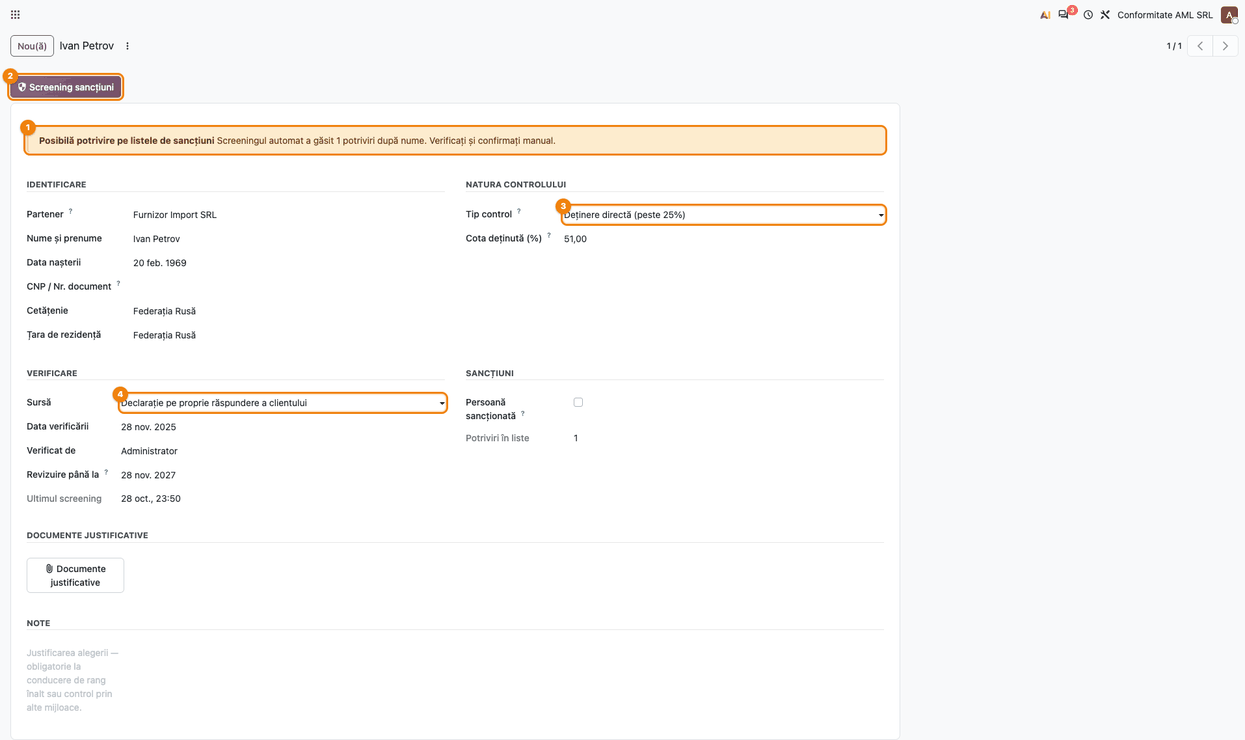 AI 3 Conformitate AML SRL A
Nou(ă) Ivan Petrov 1 / 1
2
Screening sancțiuni
1
Posibilă potrivire pe listele de sancțiuni Screeningul automat a găsit 1 potriviri după nume. Verificați și confirmați manual.
IDENTIFICARE
Partener ? Furnizor Import SRL
Nume și prenume Ivan Petrov
Data nașterii 20 feb. 1969
CNP / Nr. document ?
Cetățenie Federația Rusă
Țara de rezidență Federația Rusă
NATURA CONTROLULUI
3
Tip control ? Deținere directă (peste 25%)
Cota deținută (%) ? 51,00
VERIFICARE
4
Sursă Declarație pe proprie răspundere a clientului
Data verificării 28 nov. 2025
Verificat de Administrator
Revizuire până la ? 28 nov. 2027
Ultimul screening 28 oct., 23:50
SANCȚIUNI
Persoană
sancționată ?
Potriviri în liste 1
DOCUMENTE JUSTIFICATIVE
Documente
justificative
NOTE
Justificarea alegerii —
obligatorie la
conducere de rang
înalt sau control prin
alte mijloace.